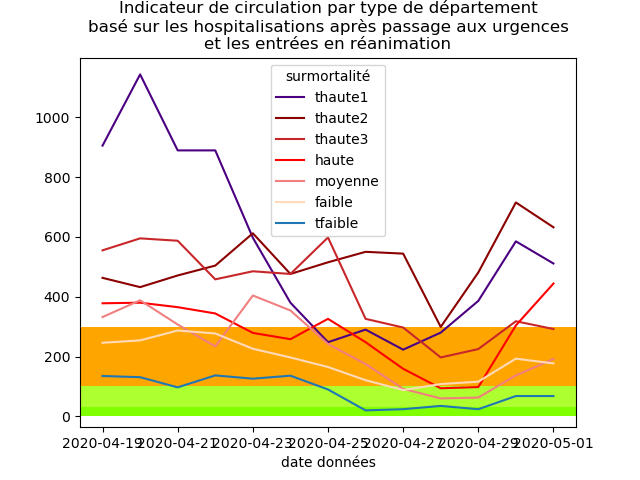 Indicateur de circulation par type de département
basé sur les hospitalisations après passage aux urgences
et les entrées en réanimation
surmortalité
thaute1
thaute2
thaute3
haute
moyenne
faible
tfaible
1000
800
600
400
200
0
2020-04-19 2020-04-21 2020-04-23 2020-04-25 2020-04-27 2020-04-29 2020-05-01
date données